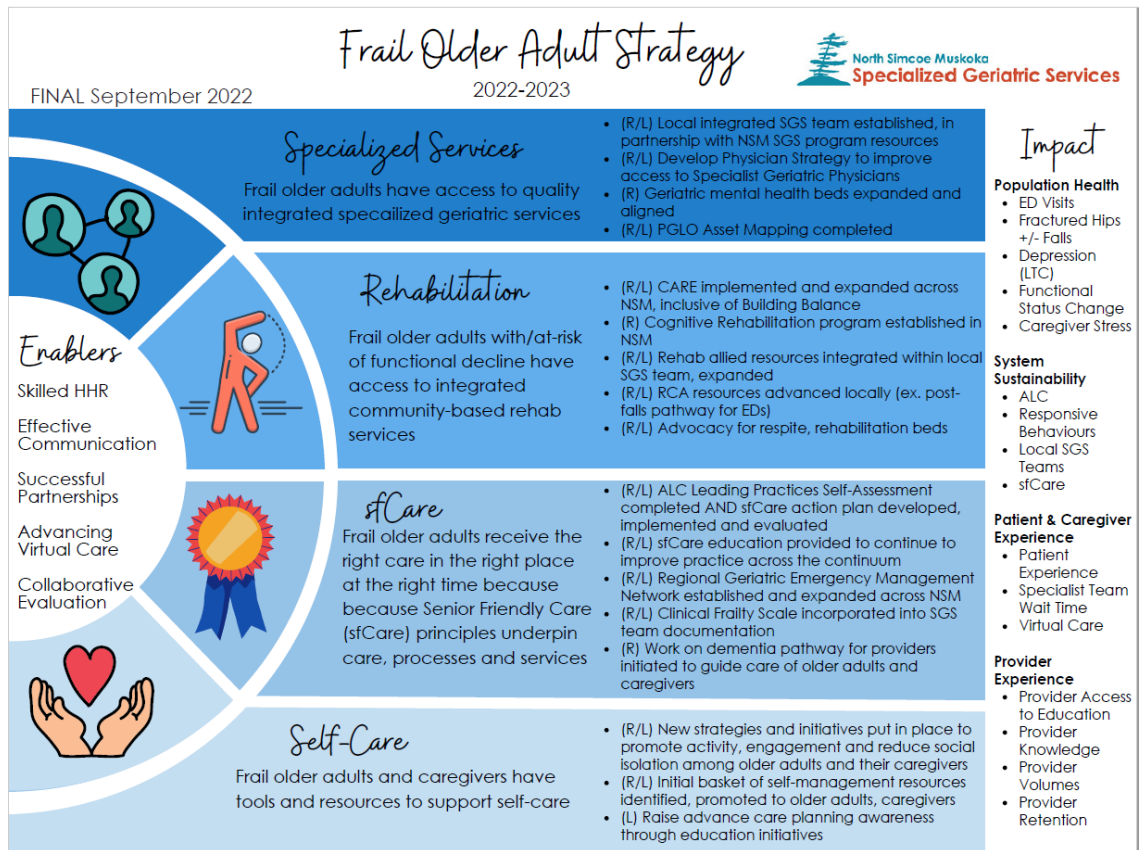 Frail Older Adult Strategy
2022-2023
North Simcoe Muskoka
Specialized Geriatric Services
FINAL September 2022
Specialized Services
Frail older adults have access to quality
integrated specailized geriatric services
• (R/L) Local integrated SGS team established, in
partnership with NSM SGS program resources
• (R/L) Develop Physician Strategy to improve
access to Specialist Geriatric Physicians
• (R) Geriatric mental health beds expanded and
aligned
• (R/L) PGLO Asset Mapping completed
Rehabilitation
Frail older adults with/at-risk
of functional decline have
access to integrated
community-based rehab
services
• (R/L) CARE implemented and expanded across
NSM, inclusive of Building Balance
• (R) Cognitive Rehabilitation program established in
NSM
• (R/L) Rehab allied resources integrated within local
SGS team, expanded
• (R/L) RCA resources advanced locally (ex. post-
falls pathway for EDs)
• (R/L) Advocacy for respite, rehabilitation beds
sfCare
Frail older adults receive the
right care in the right place
at the right time because
because Senior Friendly Care
(sfCare) principles underpin
care, processes and services
• (R/L) ALC Leading Practices Self-Assessment
completed AND sfCare action plan developed,
implemented and evaluated
• (R/L) sfCare education provided to continue to
improve practice across the continuum
• (R/L) Regional Geriatric Emergency Management
Network established and expanded across NSM
• (R/L) Clinical Frailty Scale incorporated into SGS
team documentation
• (R) Work on dementia pathway for providers
initiated to guide care of older adults and
caregivers
Self-Care
Frail older adults and caregivers have
tools and resources to support self-care
• (R/L) New strategies and initiatives put in place to
promote activity, engagement and reduce social
isolation among older adults and their caregivers
• (R/L) Initial basket of self-management resources
identified, promoted to older adults, caregivers
• (L) Raise advance care planning awareness
through education initiatives
Enablers
Skilled HHR
Effective
Communication
Successful
Partnerships
Advancing
Virtual Care
Collaborative
Evaluation
Impact
Population Health
• ED Visits
• Fractured Hips
+/- Falls
• Depression
(LTC)
• Functional
Status Change
• Caregiver Stress
System
Sustainability
• ALC
• Responsive
Behaviours
• Local SGS
Teams
• sfCare
Patient & Caregiver
Experience
• Patient
Experience
• Specialist Team
Wait Time
• Virtual Care
Provider
Experience
• Provider Access
to Education
• Provider
Knowledge
• Provider
Volumes
• Provider
Retention